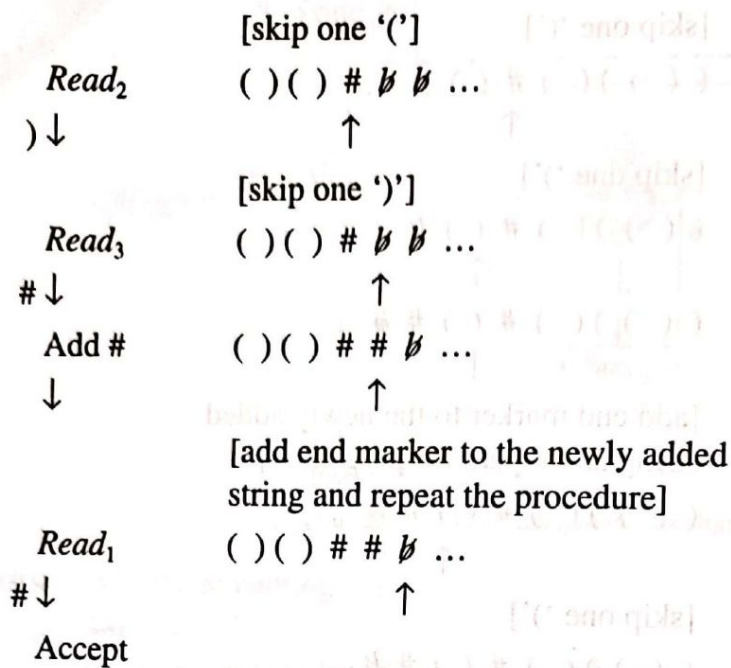 [skip one ‘(’]
Read₂ ( ) ( ) # b̸ b̸ ...
) ↓ ↑
[skip one ‘)’]
Read₃ ( ) ( ) # b̸ b̸ ...
# ↓ ↑
Add # ( ) ( ) # # b̸ ...
↓ ↑
[add end marker to the newly added
string and repeat the procedure]
Read₁ ( ) ( ) # # b̸ ...
# ↓ ↑
Accept